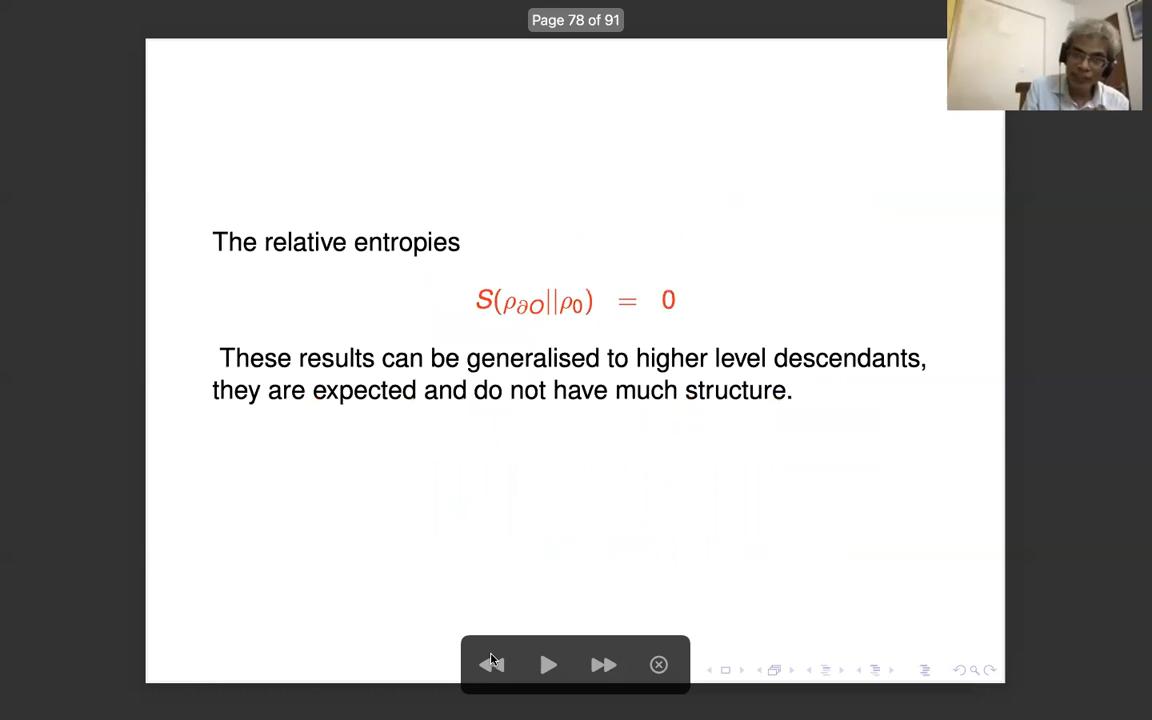 Page 78 of 91
The relative entropies
S(ρ∂O||ρ0) = 0
These results can be generalised to higher level descendants,
they are expected and do not have much structure.